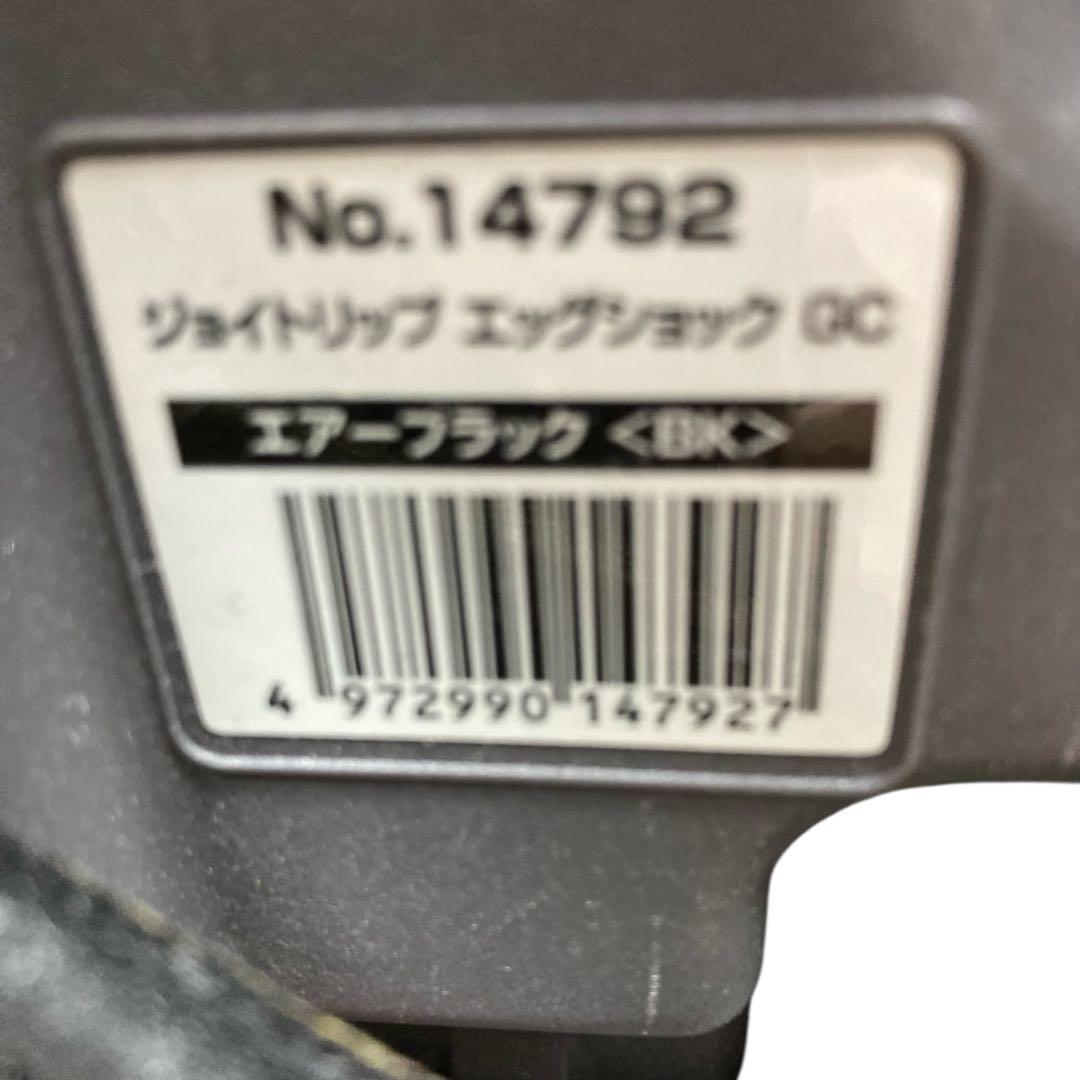 No.14792
ジョイトリップ エッグショック GC
エアーブラック <BK>
4 972990 147927